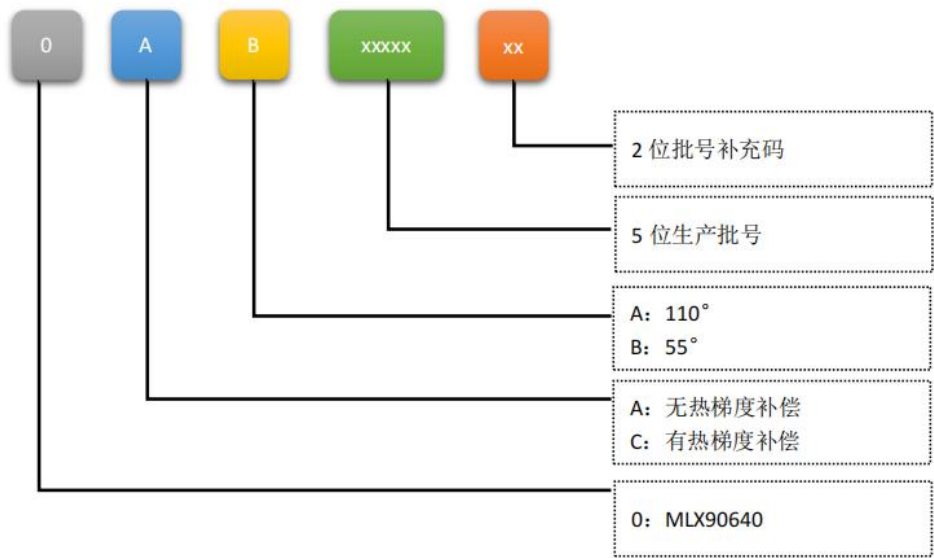 0 A B xxxxx xx
2 位批号补充码
5 位生产批号
A：110°
B：55°
A：无热梯度补偿
C：有热梯度补偿
0：MLX90640